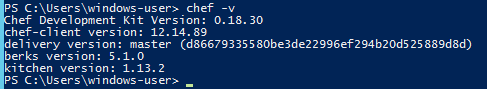 PS C:\Users\windows-user> chef -v
Chef Development Kit Version: 0.18.30
chef-client version: 12.14.89
delivery version: master (d86679335580be3de22996ef294b20d525889d8d)
berks version: 5.1.0
kitchen version: 1.13.2
PS C:\Users\windows-user>